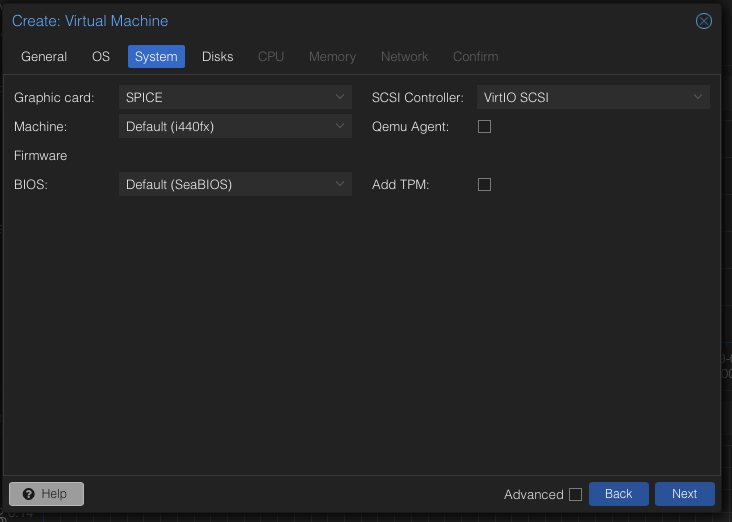 Create: Virtual Machine
General OS System Disks CPU Memory Network Confirm
Graphic card: SPICE SCSI Controller: VirtIO SCSI
Machine: Default (i440fx) Qemu Agent:
Firmware
BIOS: Default (SeaBIOS) Add TPM:
Help Advanced Back Next